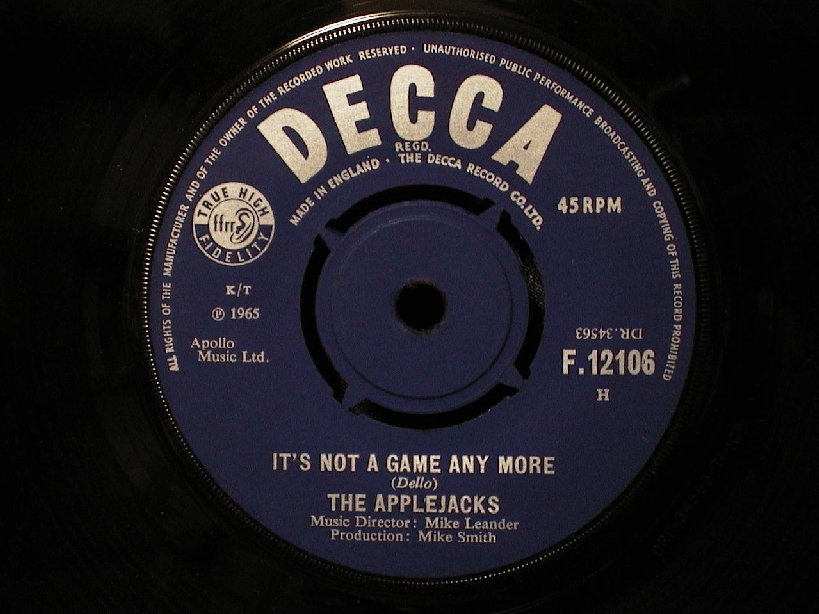 ALL RIGHTS OF THE MANUFACTURER AND OF THE OWNER OF THE RECORDED WORK RESERVED · UNAUTHORISED PUBLIC PERFORMANCE BROADCASTING AND COPYING OF THIS RECORD PROHIBITED
DECCA
REGD.
MADE IN ENGLAND · THE DECCA RECORD CO. LTD.
TRUE HIGH
ffrr
FIDELITY
45 RPM
K/T
℗ 1965
Apollo
Music Ltd.
DR.34563
F.12106
H
IT'S NOT A GAME ANY MORE
(Dello)
THE APPLEJACKS
Music Director: Mike Leander
Production: Mike Smith